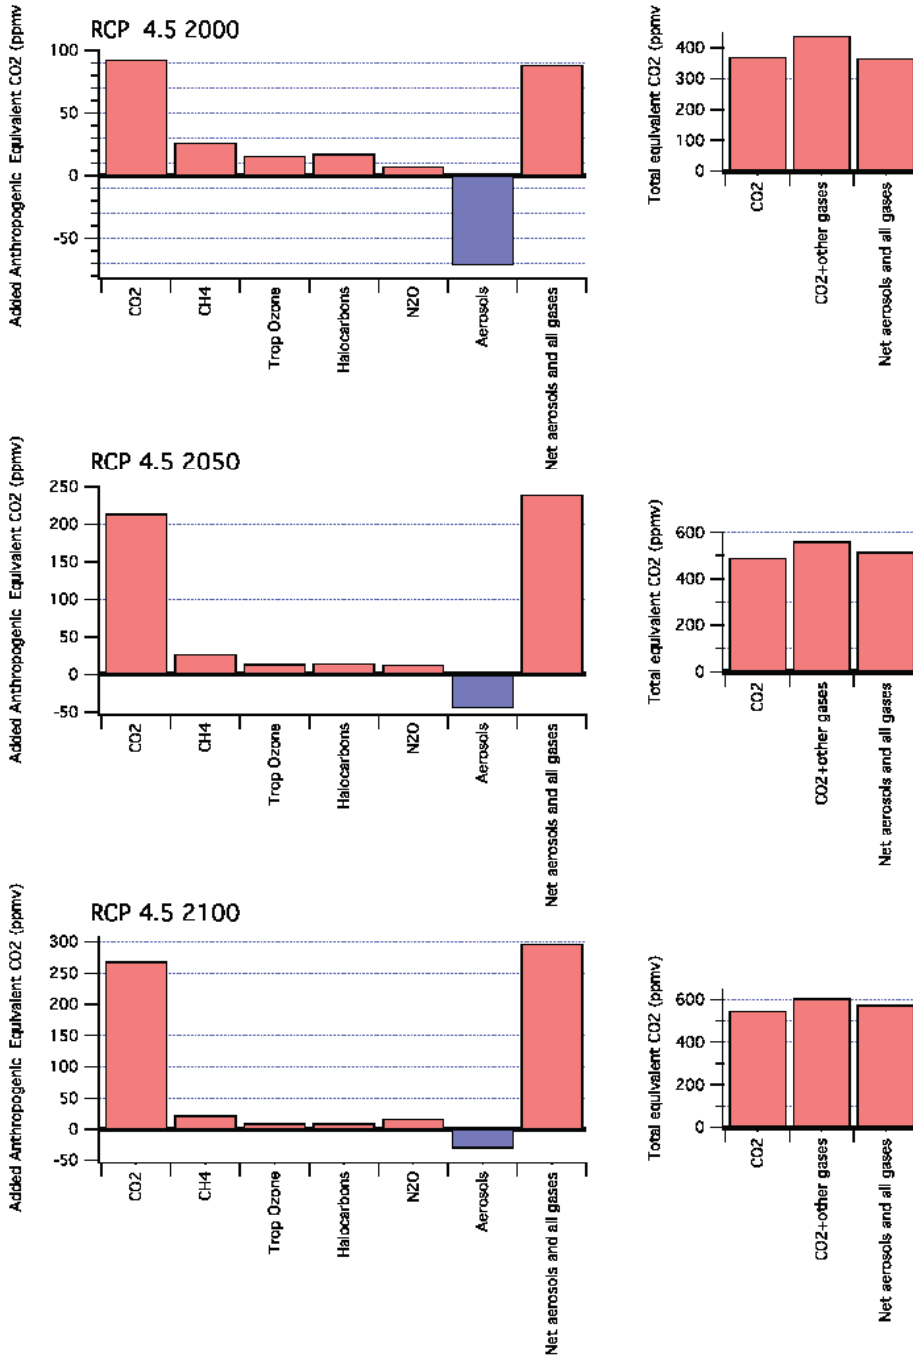 RCP 4.5 2000
Added Anthropogenic Equivalent CO2 (ppmv
100
50
0
-50
CO2
CH4
Trop Ozone
Halocarbons
N2O
Aerosols
Net aerosols and all gases)
Total equivalent CO2 (ppmv
400
300
200
100
0
CO2
CO2+other gases)
Net aerosols and all gases)
RCP 4.5 2050
Added Anthropogenic Equivalent CO2 (ppmv)
250
200
150
100
50
0
-50
CO2
CH4
Trop Ozone
Halocarbons
N2O
Aerosols
Net aerosols and all gases)
Total equivalent CO2 (ppmv)
600
400
200
0
CO2
CO2+other gases)
Net aerosols and all gases)
RCP 4.5 2100
Added Anthropogenic Equivalent CO2 (ppmv)
300
250
200
150
100
50
0
-50
CO2
CH4
Trop Ozone
Halocarbons
N2O
Aerosols
Net aerosols and all gases)
Total equivalent CO2 (ppmv)
600
400
200
0
CO2
CO2+other gases)
Net aerosols and all gases)